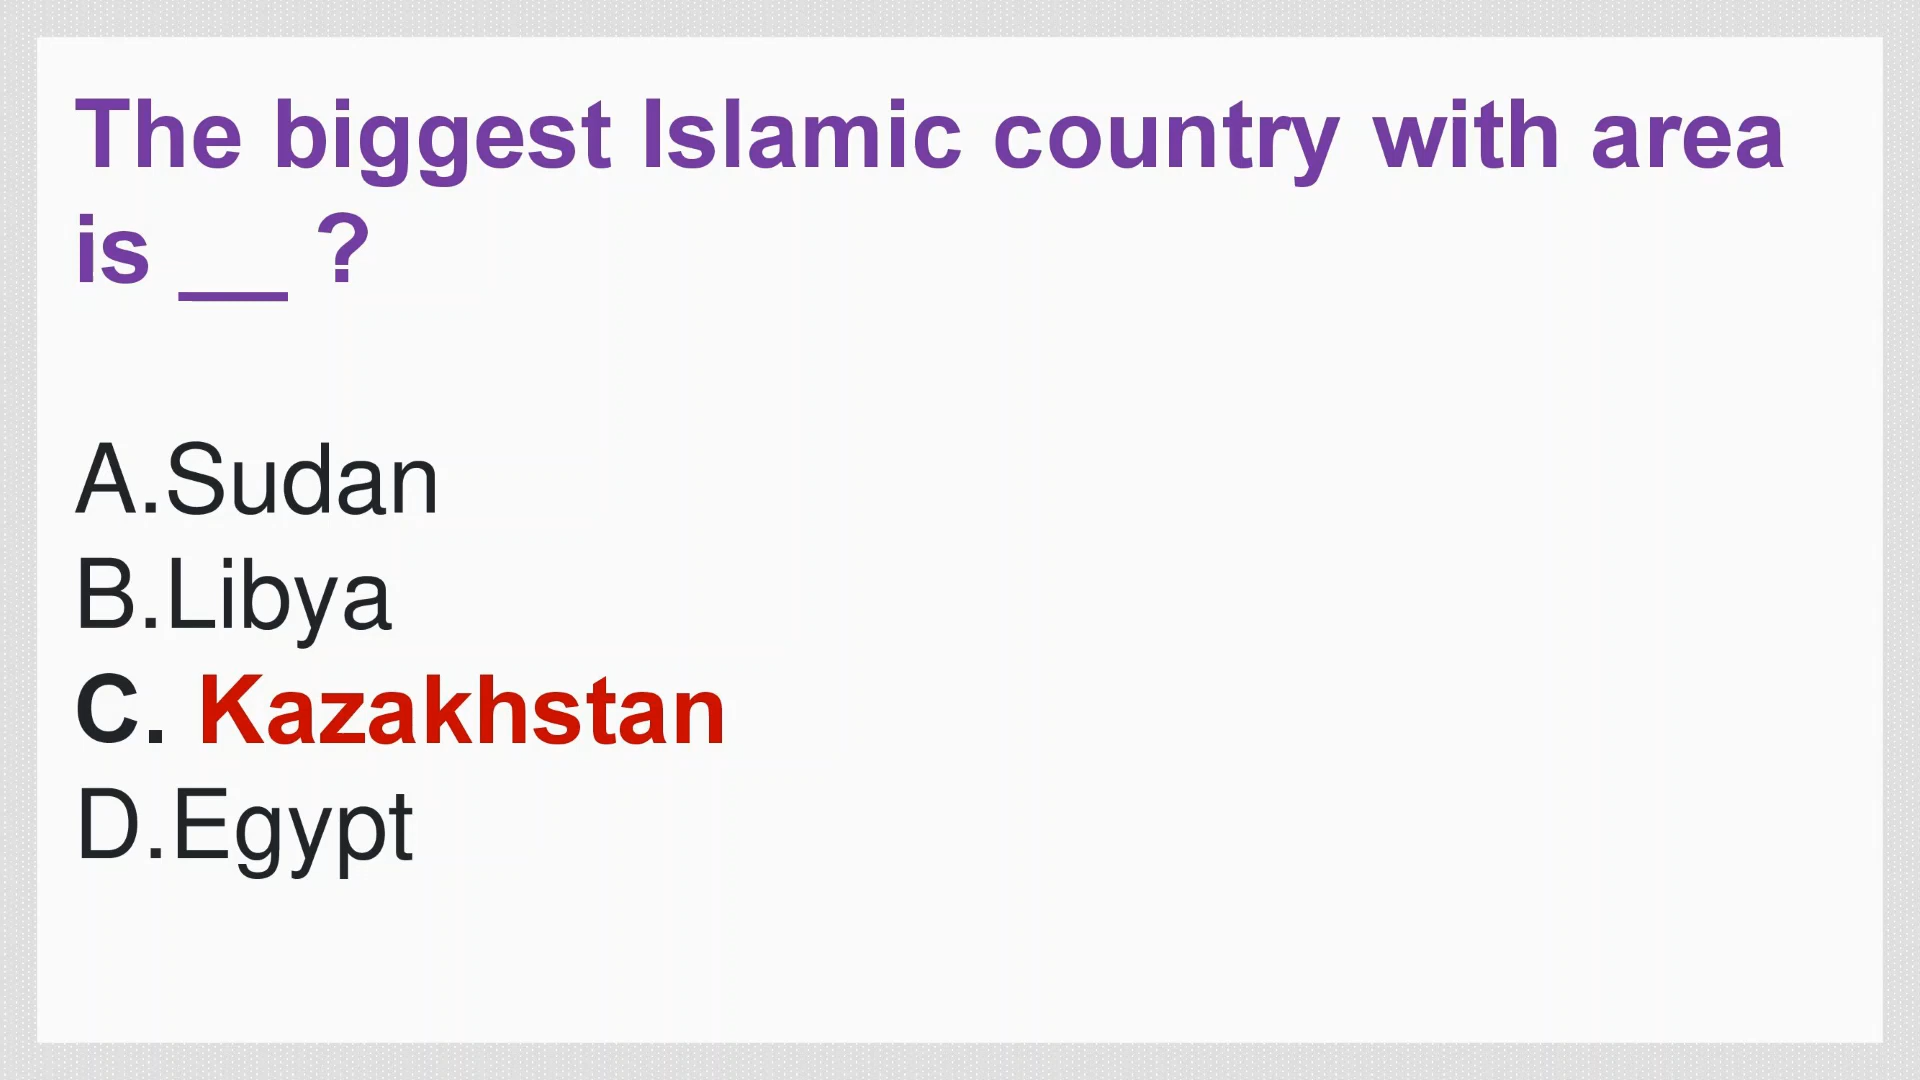 The biggest Islamic country with area
is __ ?
A.Sudan
B.Libya
C. Kazakhstan
D.Egypt